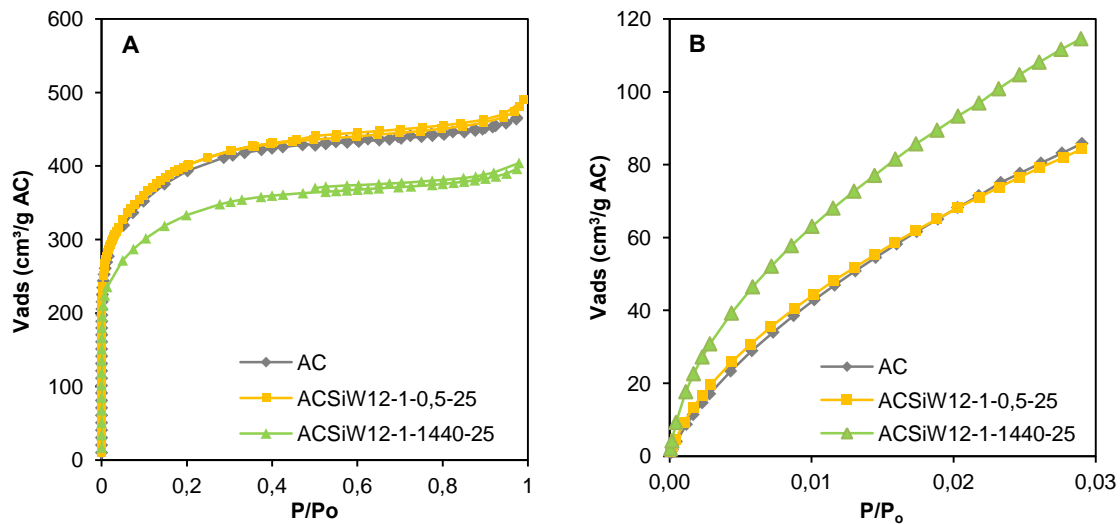 A
600
500
400
300
200
100
0
Vads (cm³/g AC)
AC
ACSiW12-1-0,5-25
ACSiW12-1-1440-25
0
0,2
0,4
0,6
0,8
1
P/Po
B
120
100
80
60
40
20
0
Vads (cm³/g AC)
AC
ACSiW12-1-0,5-25
ACSiW12-1-1440-25
0,00
0,01
0,02
0,03
P/Pₒ